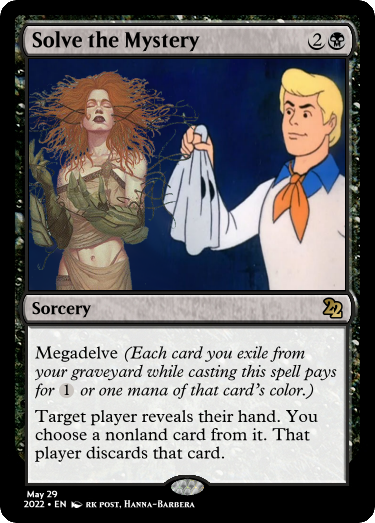 Solve the Mystery 2
Sorcery 22
Megadelve (Each card you exile from
your graveyard while casting this spell pays
for 1 or one mana of that card's color.)
Target player reveals their hand. You
choose a nonland card from it. That
player discards that card.
May 29
2022 • EN RK POST, HANNA-BARBERA